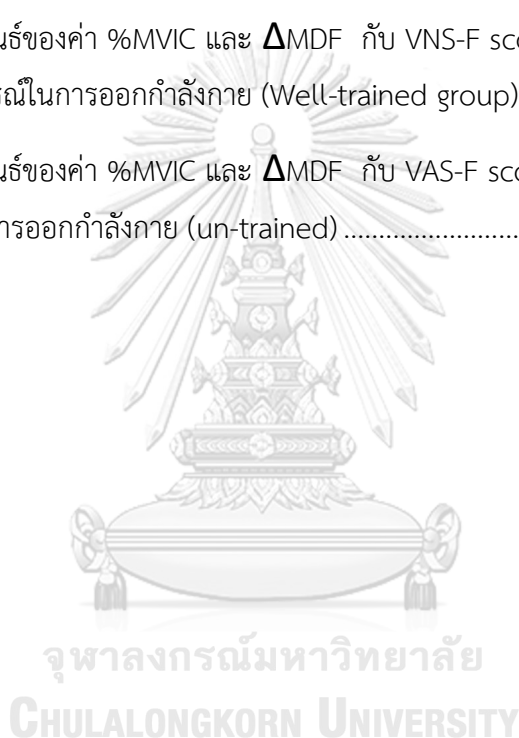 นธ์ของค่า %MVIC และ ΔMDF กับ VNS-F sco
รณ์ในการออกกำลังกาย (Well-trained group)
นธ์ของค่า %MVIC และ ΔMDF กับ VAS-F sco
การออกกำลังกาย (un-trained) ..........................
จุฬาลงกรณ์มหาวิทยาลัย
CHULALONGKORN UNIVERSITY